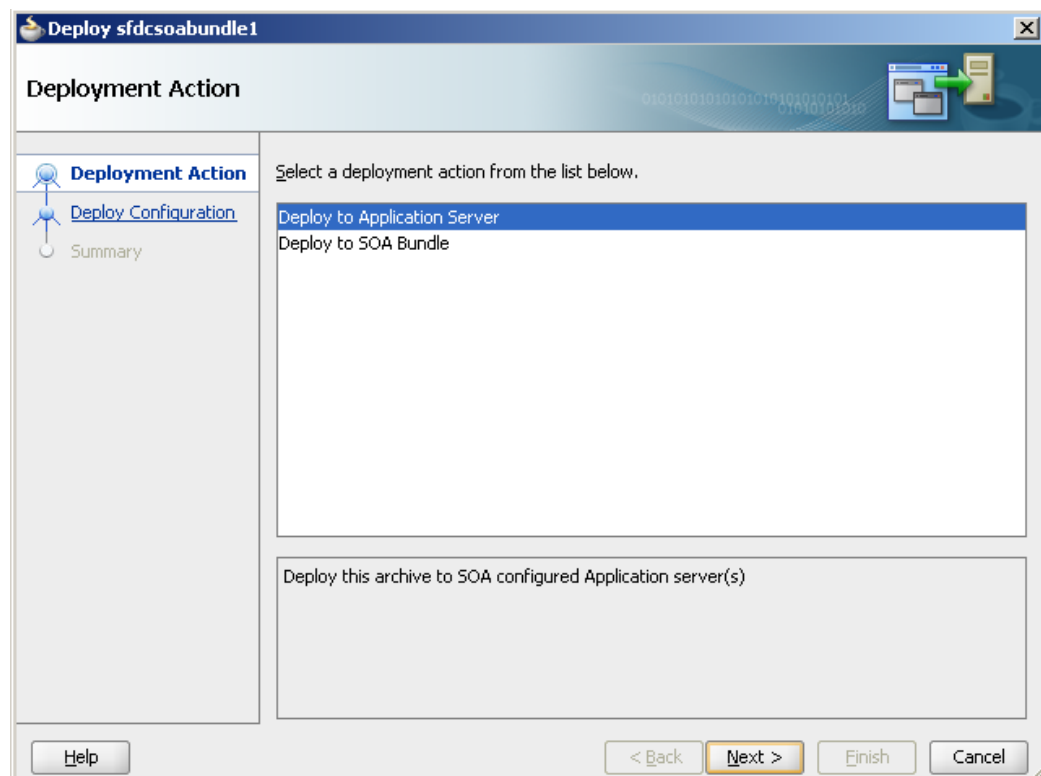 Deploy sfdcsoabundle1
Deployment Action
Deployment Action
Deploy Configuration
Summary
Select a deployment action from the list below.
Deploy to Application Server
Deploy to SOA Bundle
Deploy this archive to SOA configured Application server(s)
Help
< Back
Next >
Finish
Cancel